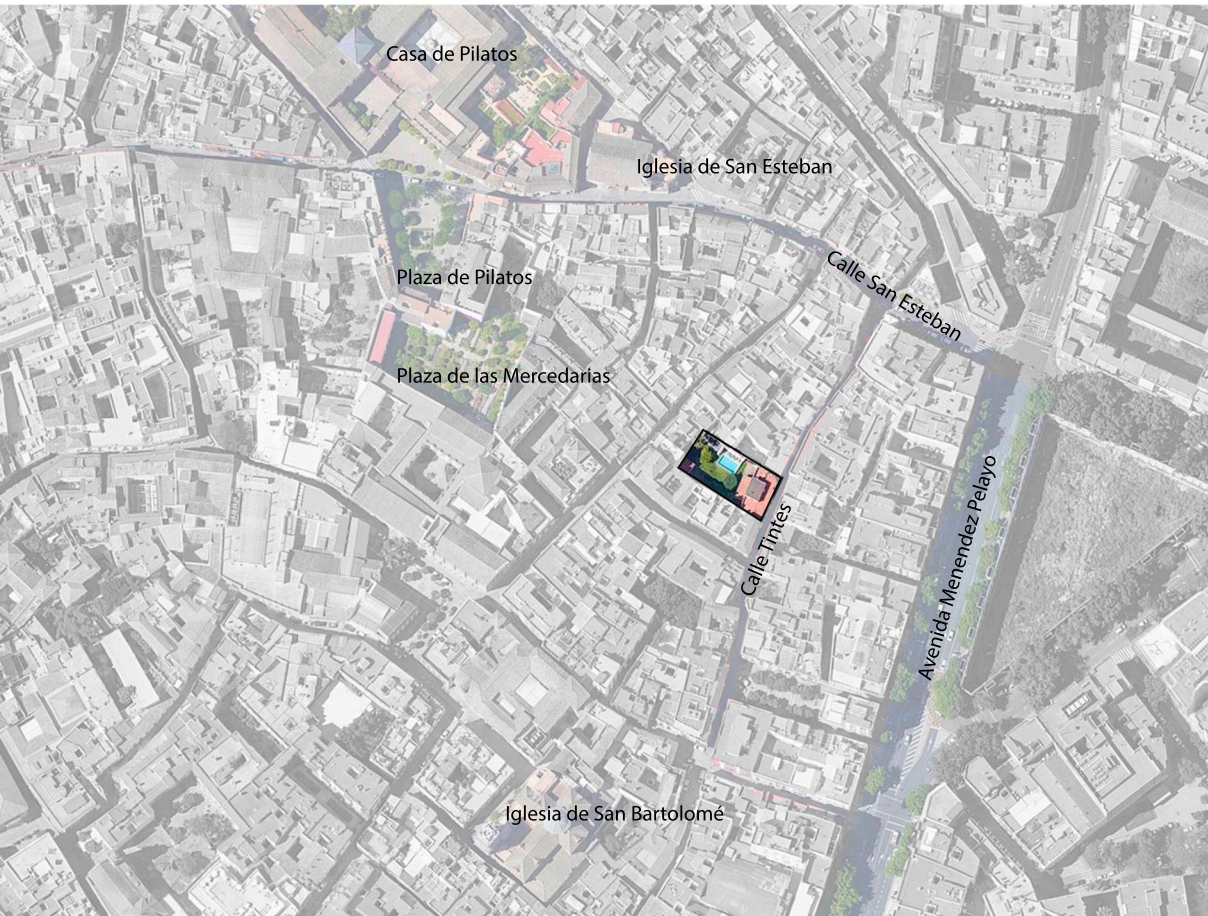 Casa de Pilatos
Iglesia de San Esteban
Calle San Esteban
Plaza de Pilatos
Plaza de las Mercedarias
Calle Tintes
Avenida Menendez Pelayo
Iglesia de San Bartolomé